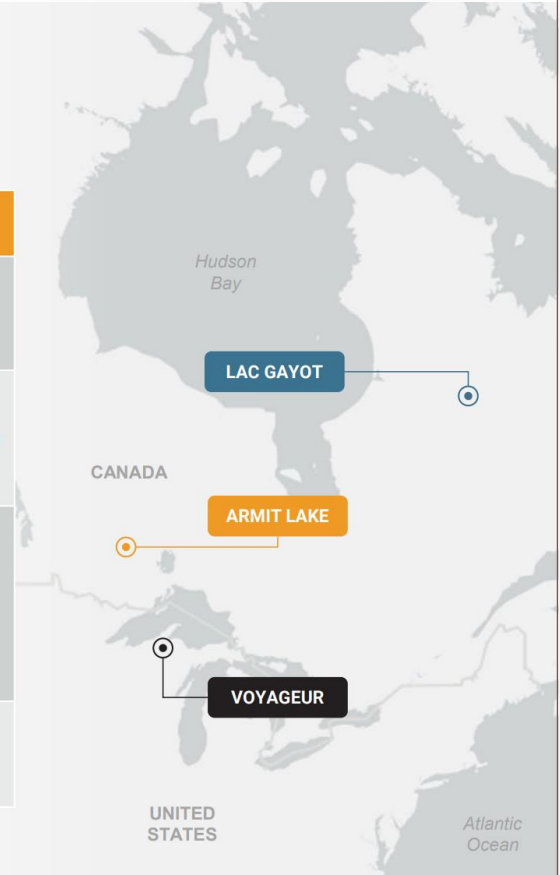 Hudson
Bay
LAC GAYOT
CANADA
ARMIT LAKE
VOYAGEUR
UNITED
STATES
Atlantic
Ocean